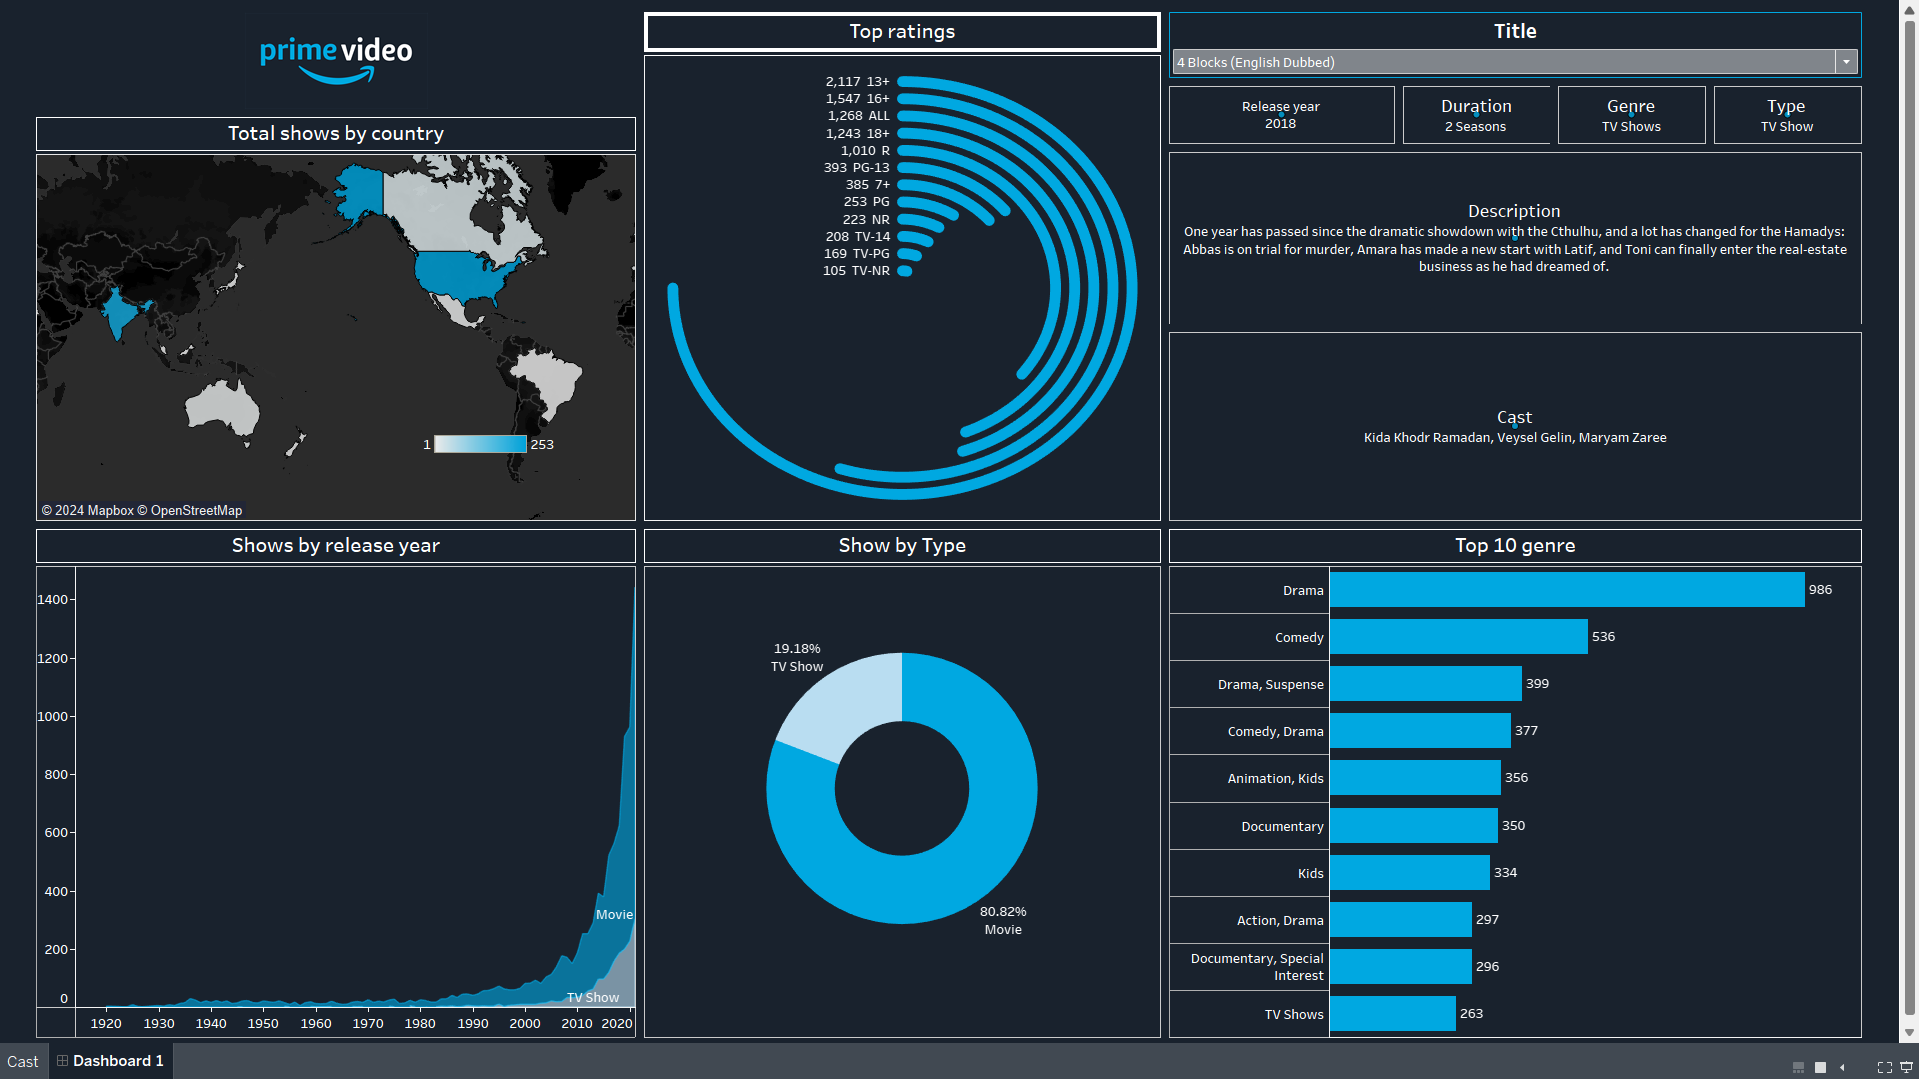 prime video
Total shows by country
1
253
© 2024 Mapbox © OpenStreetMap
Top ratings
2,117 13+
1,547 16+
1,268 ALL
1,243 18+
1,010 R
393 PG-13
385 7+
253 PG
223 NR
208 TV-14
169 TV-PG
105 TV-NR
Title
4 Blocks (English Dubbed)
Release year
2018
Duration
2 Seasons
Genre
TV Shows
Type
TV Show
Description
One year has passed since the dramatic showdown with the Cthulhu, and a lot has changed for the Hamadys:
Abbas is on trial for murder, Amara has made a new start with Latif, and Toni can finally enter the real-estate
business as he had dreamed of.
Cast
Kida Khodr Ramadan, Veysel Gelin, Maryam Zaree
Shows by release year
1400
1200
1000
800
600
400
200
0
Movie
TV Show
1920 1930 1940 1950 1960 1970 1980 1990 2000 2010 2020
Show by Type
19.18%
TV Show
80.82%
Movie
Top 10 genre
Drama 986
Comedy 536
Drama, Suspense 399
Comedy, Drama 377
Animation, Kids 356
Documentary 350
Kids 334
Action, Drama 297
Documentary, Special
Interest 296
TV Shows 263
Cast
Dashboard 1